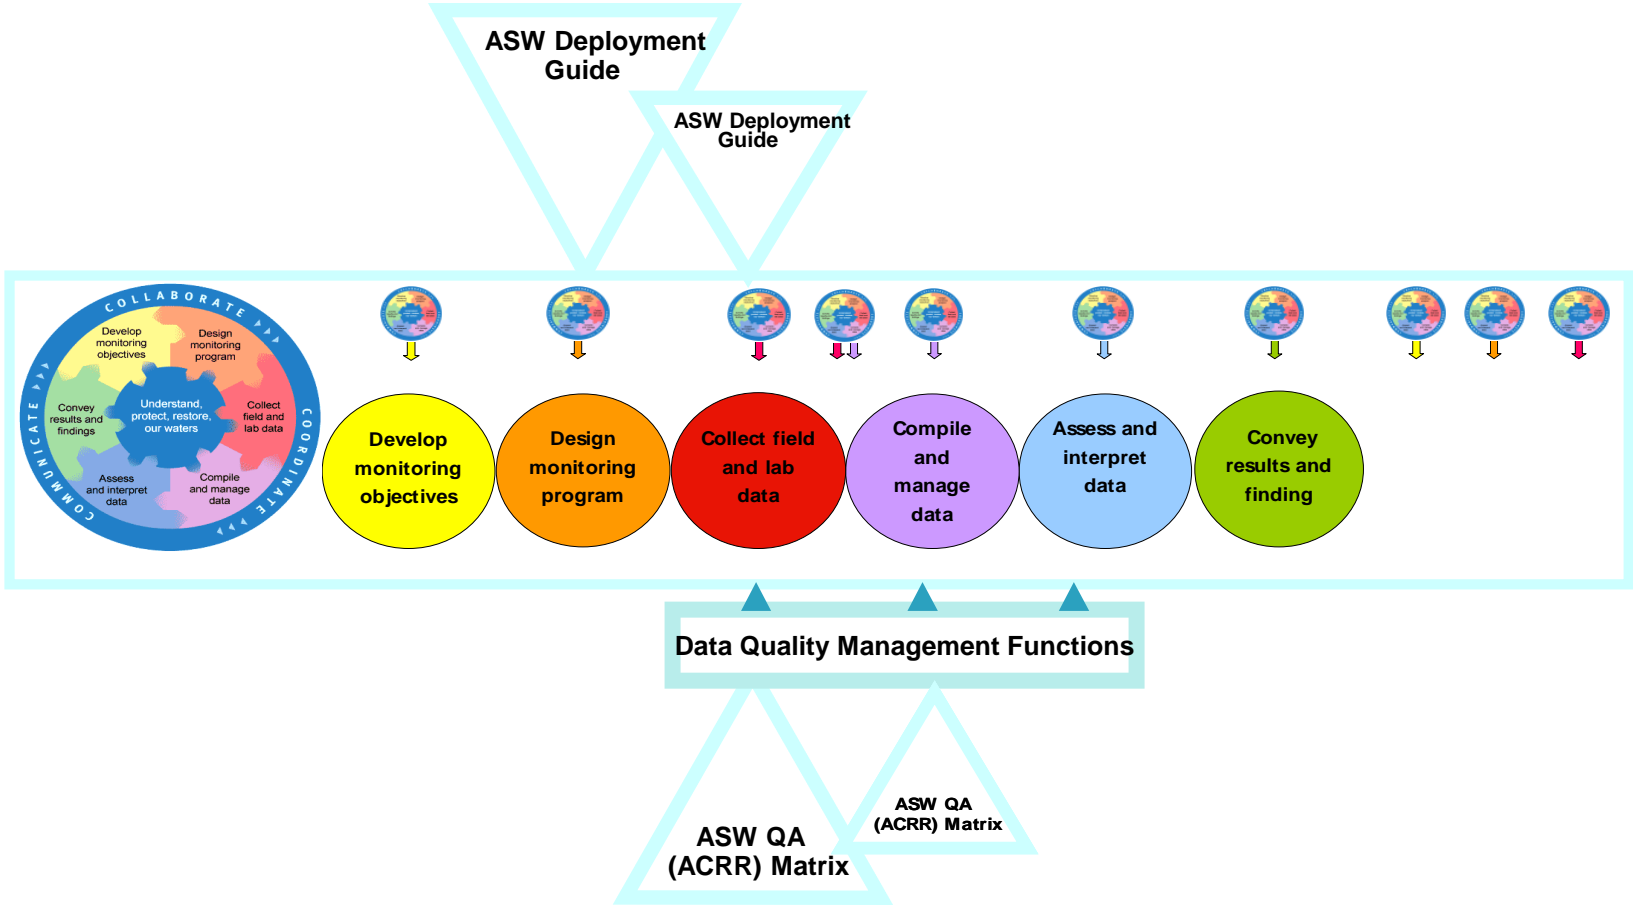 ASW Deployment
Guide
ASW Deployment
Guide
COLLABORATE
COORDINATE
COMMUNICATE
Develop
monitoring
objectives
Design
monitoring
program
Collect
field and
lab data
Compile
and manage
data
Assess
and interpret
data
Convey
results and
findings
Understand,
protect, restore,
our waters
Develop
monitoring
objectives
Design
monitoring
program
Collect field
and lab
data
Compile
and
manage
data
Assess and
interpret
data
Convey
results and
finding
Data Quality Management Functions
ASW QA
(ACRR) Matrix
ASW QA
(ACRR) Matrix